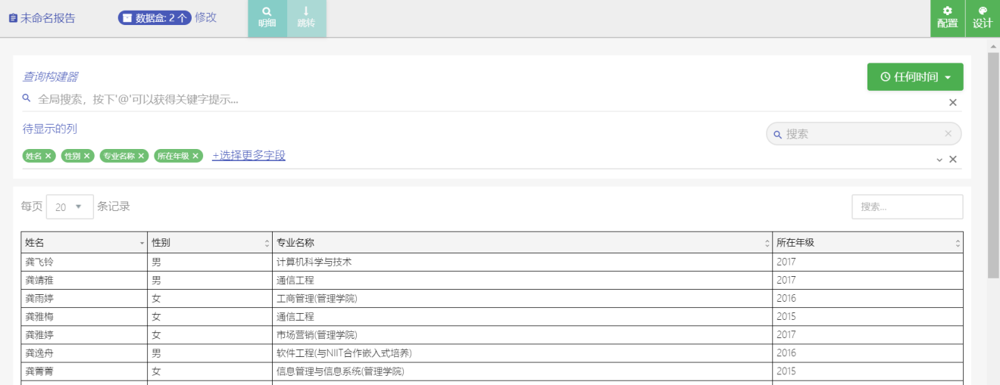 未命名报告 数据盒: 2 个 修改 明细 跳转 配置 设计
查询构建器 任何时间
全局搜索，按下'@'可以获得关键字提示...
待显示的列 搜索
姓名 性别 专业名称 所在年级 +选择更多字段
每页 20 条记录 搜索...
姓名 性别 专业名称 所在年级
龚飞铃 男 计算机科学与技术 2017
龚靖雅 男 通信工程 2017
龚雨婷 女 工商管理(管理学院) 2016
龚雅梅 女 通信工程 2015
龚雅婷 女 市场营销(管理学院) 2017
龚逸舟 男 软件工程(与NIIT合作嵌入式培养) 2016
龚菁菁 女 信息管理与信息系统(管理学院) 2015